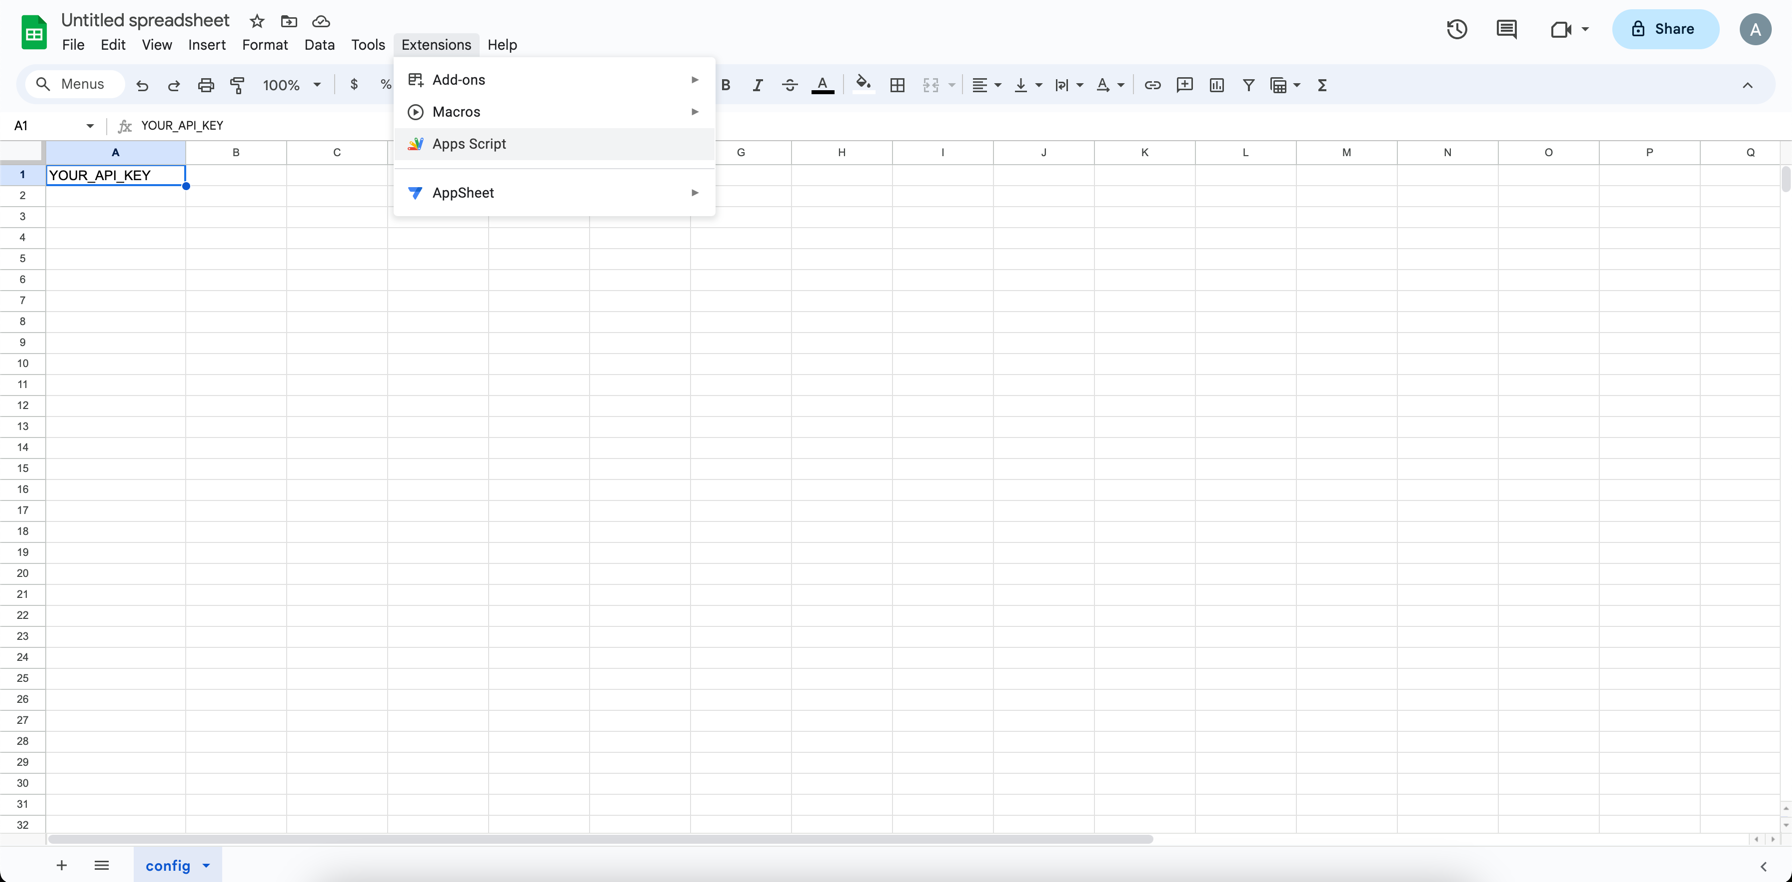 Untitled spreadsheet
File Edit View Insert Format Data Tools Extensions Help
Share
A
Menus 100% $ % B I A Σ
Add-ons
Macros
Apps Script
AppSheet
A1 fx YOUR_API_KEY
A B C G H I J K L M N O P Q
1 YOUR_API_KEY
2
3
4
5
6
7
8
9
10
11
12
13
14
15
16
17
18
19
20
21
22
23
24
25
26
27
28
29
30
31
32
config